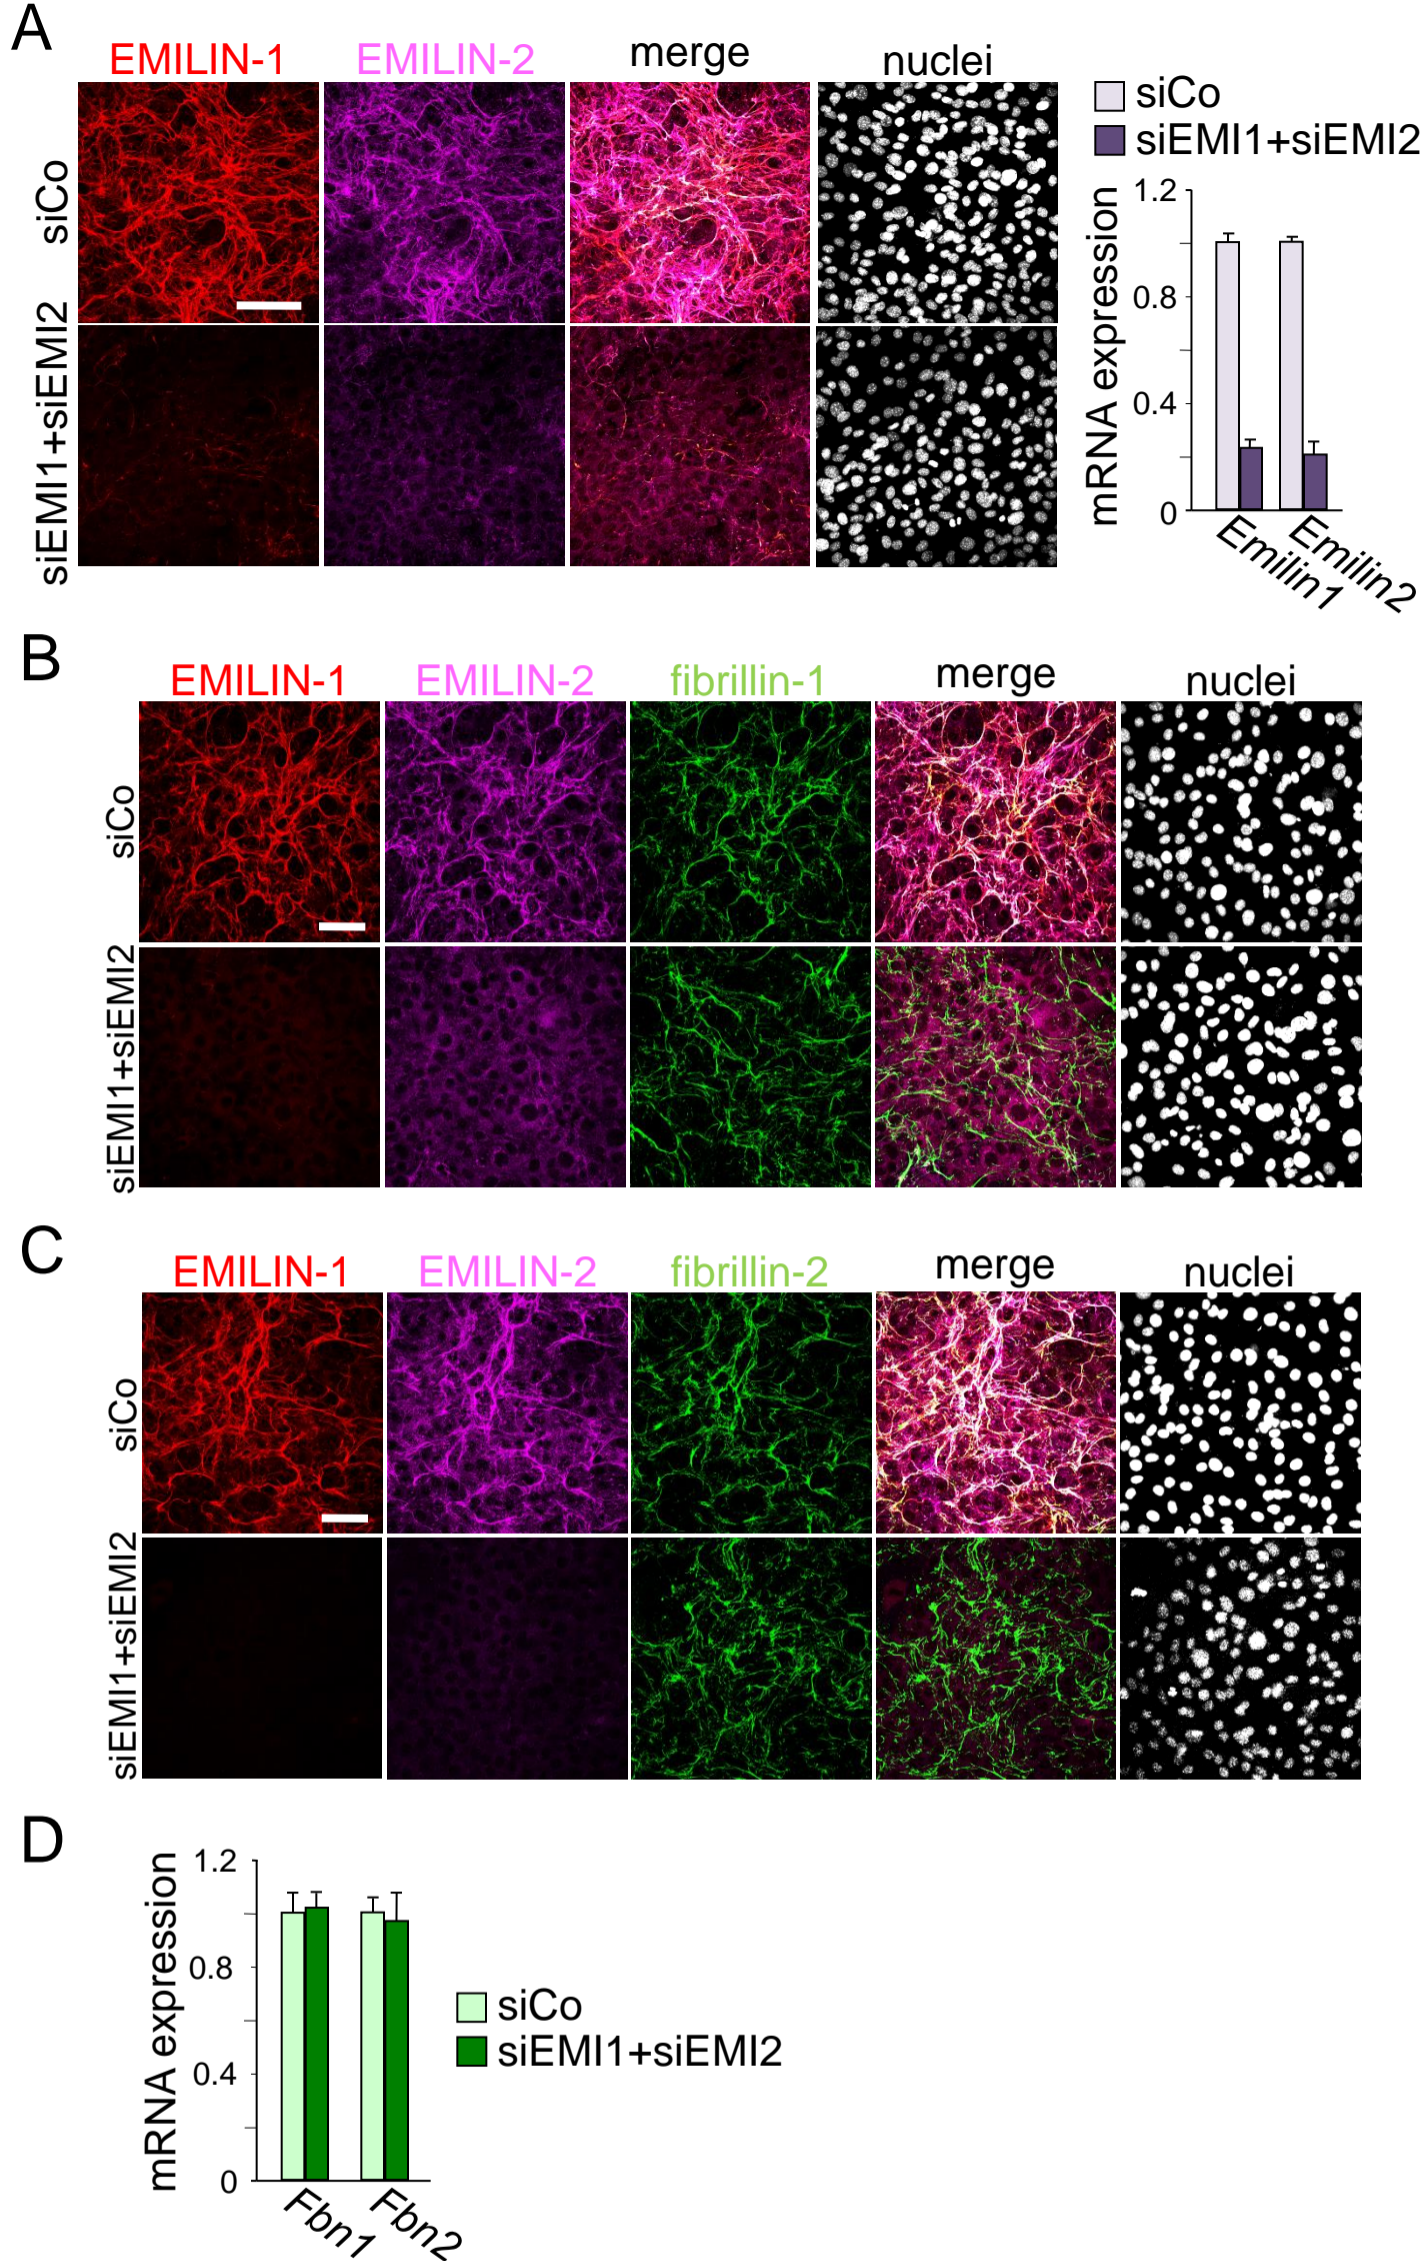 A
EMILIN-1 EMILIN-2 merge nuclei
siCo
siEMI1+siEMI2
siCo
siEMI1+siEMI2
mRNA expression
1.2
0.8
0.4
0
Emilin1
Emilin2
B
EMILIN-1 EMILIN-2 fibrillin-1 merge nuclei
siCo
siEMI1+siEMI2
C
EMILIN-1 EMILIN-2 fibrillin-2 merge nuclei
siCo
siEMI1+siEMI2
D
mRNA expression
1.2
0.8
0.4
0
Fbn1
Fbn2
siCo
siEMI1+siEMI2